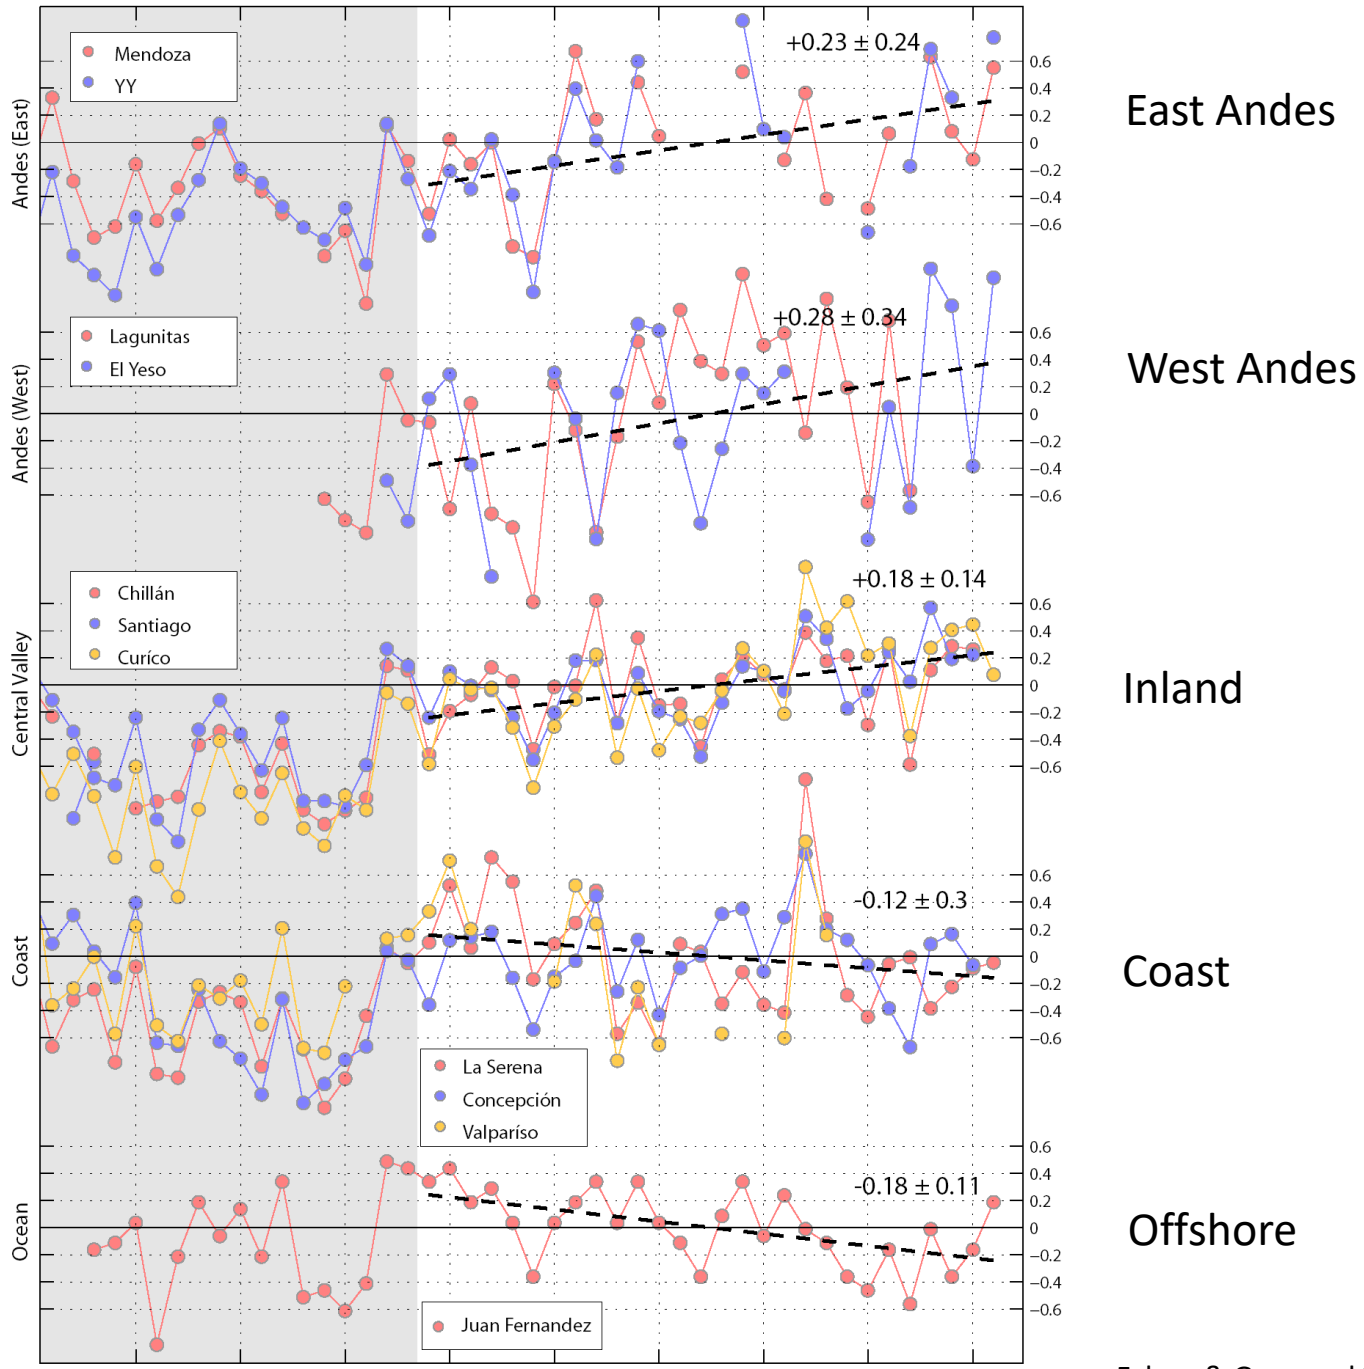 Mendoza
YY
+0.23 ± 0.24
0.6
0.4
0.2
0
−0.2
−0.4
−0.6
Andes (East)
East Andes
Lagunitas
El Yeso
+0.28 ± 0.34
0.6
0.4
0.2
0
−0.2
−0.4
−0.6
Andes (West)
West Andes
Chillán
Santiago
Curíco
+0.18 ± 0.14
0.6
0.4
0.2
0
−0.2
−0.4
−0.6
Central Valley
Inland
-0.12 ± 0.3
0.6
0.4
0.2
0
−0.2
−0.4
−0.6
Coast
Coast
La Serena
Concepción
Valparíso
-0.18 ± 0.11
0.6
0.4
0.2
0
−0.2
−0.4
−0.6
Ocean
Offshore
Juan Fernandez